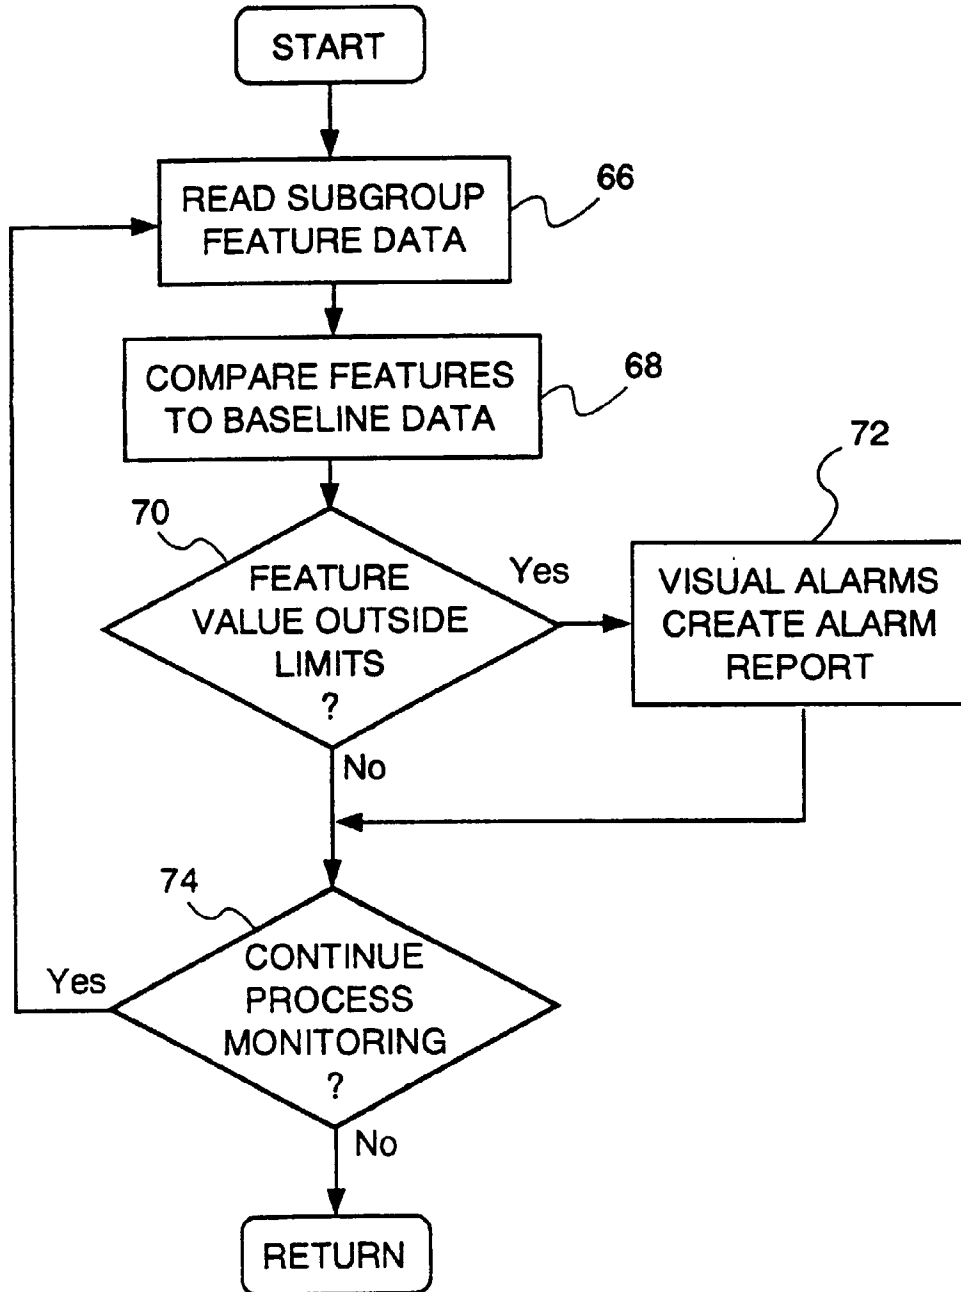 START
READ SUBGROUP
FEATURE DATA
66
COMPARE FEATURES
TO BASELINE DATA
68
70
FEATURE
VALUE OUTSIDE
LIMITS
?
Yes
72
VISUAL ALARMS
CREATE ALARM
REPORT
No
74
CONTINUE
PROCESS
MONITORING
?
Yes
No
RETURN